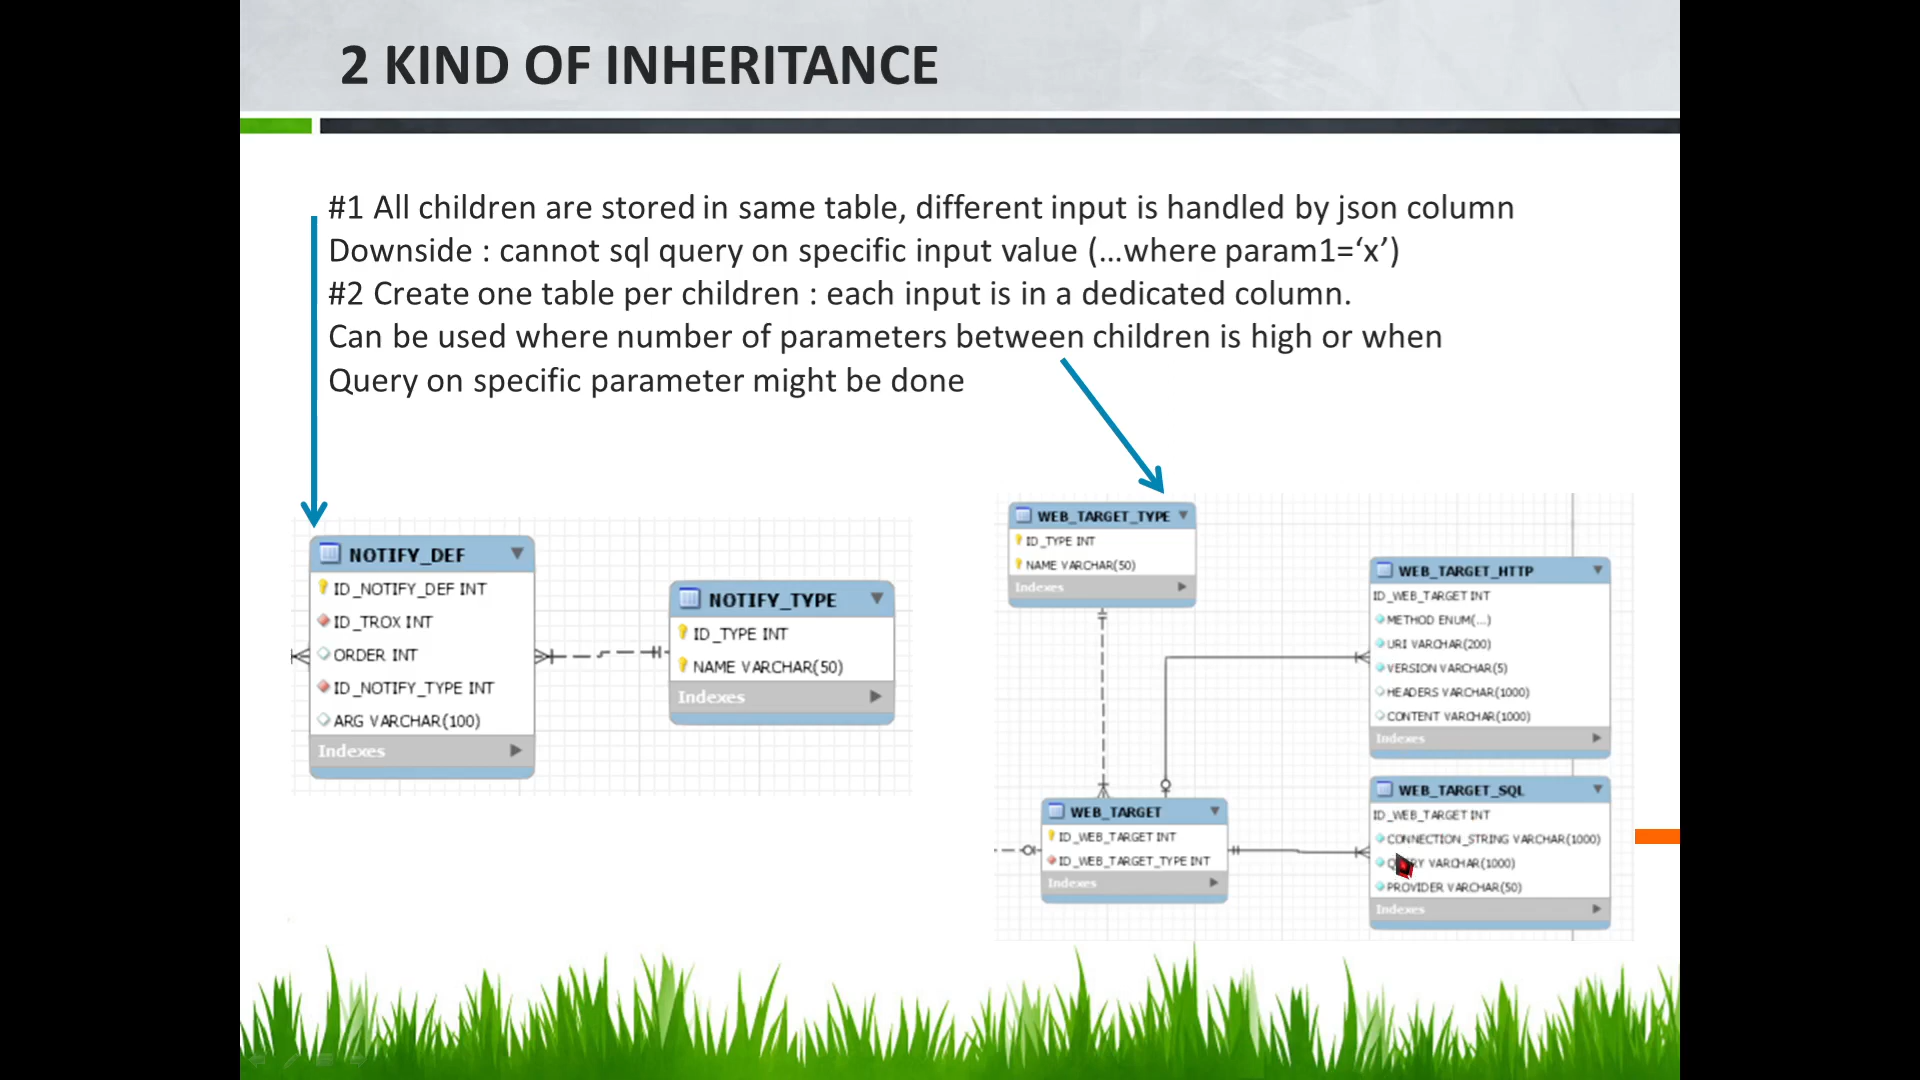 2 KIND OF INHERITANCE
#1 All children are stored in same table, different input is handled by json column
Downside : cannot sql query on specific input value (…where param1=‘x’)
#2 Create one table per children : each input is in a dedicated column.
Can be used where number of parameters between children is high or when
Query on specific parameter might be done
NOTIFY_DEF
ID_NOTIFY_DEF INT
ID_TROX INT
ORDER INT
ID_NOTIFY_TYPE INT
ARG VARCHAR(100)
Indexes
NOTIFY_TYPE
ID_TYPE INT
NAME VARCHAR(50)
Indexes
WEB_TARGET_TYPE
ID_TYPE INT
NAME VARCHAR(50)
Indexes
WEB_TARGET
ID_WEB_TARGET INT
ID_WEB_TARGET_TYPE INT
Indexes
WEB_TARGET_HTTP
ID_WEB_TARGET INT
METHOD ENUM(...)
URI VARCHAR(200)
VERSION VARCHAR(5)
HEADERS VARCHAR(1000)
CONTENT VARCHAR(1000)
Indexes
WEB_TARGET_SQL
ID_WEB_TARGET INT
CONNECTION_STRING VARCHAR(1000)
QUERY VARCHAR(1000)
PROVIDER VARCHAR(50)
Indexes